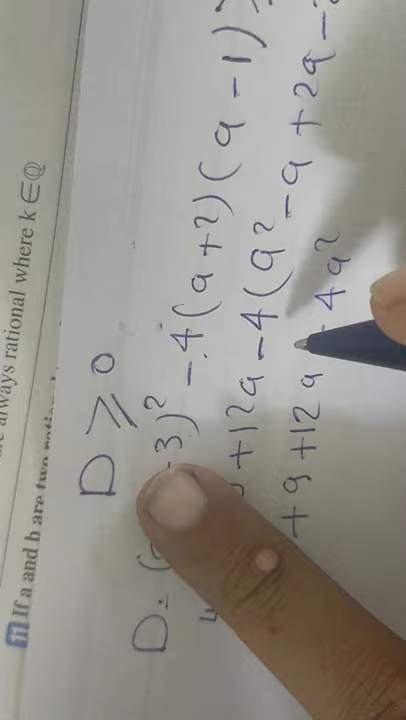 always rational where k ∈ ℚ
11 If a and b are two
D ≥ 0
D = ( 3)² - 4(a+2)(a-1)
+12a - 4(a² - a + 2a -
+ 9 + 12a - 4a²